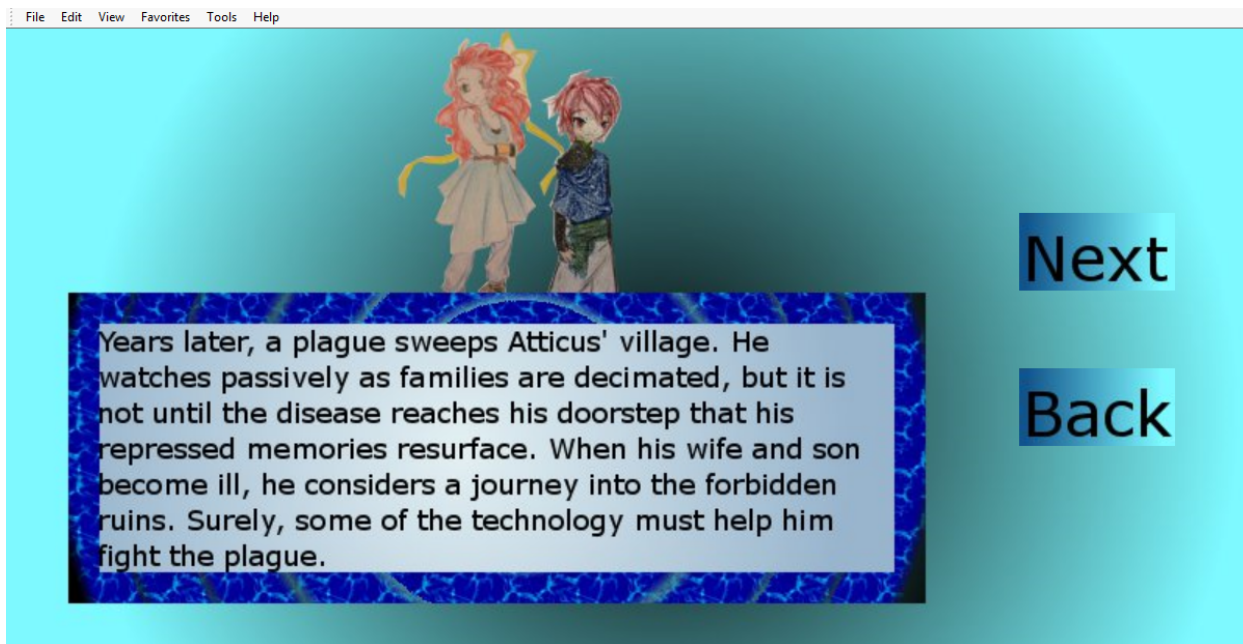 File Edit View Favorites Tools Help
Years later, a plague sweeps Atticus' village. He
watches passively as families are decimated, but it is
not until the disease reaches his doorstep that his
repressed memories resurface. When his wife and son
become ill, he considers a journey into the forbidden
ruins. Surely, some of the technology must help him
fight the plague.
Next
Back